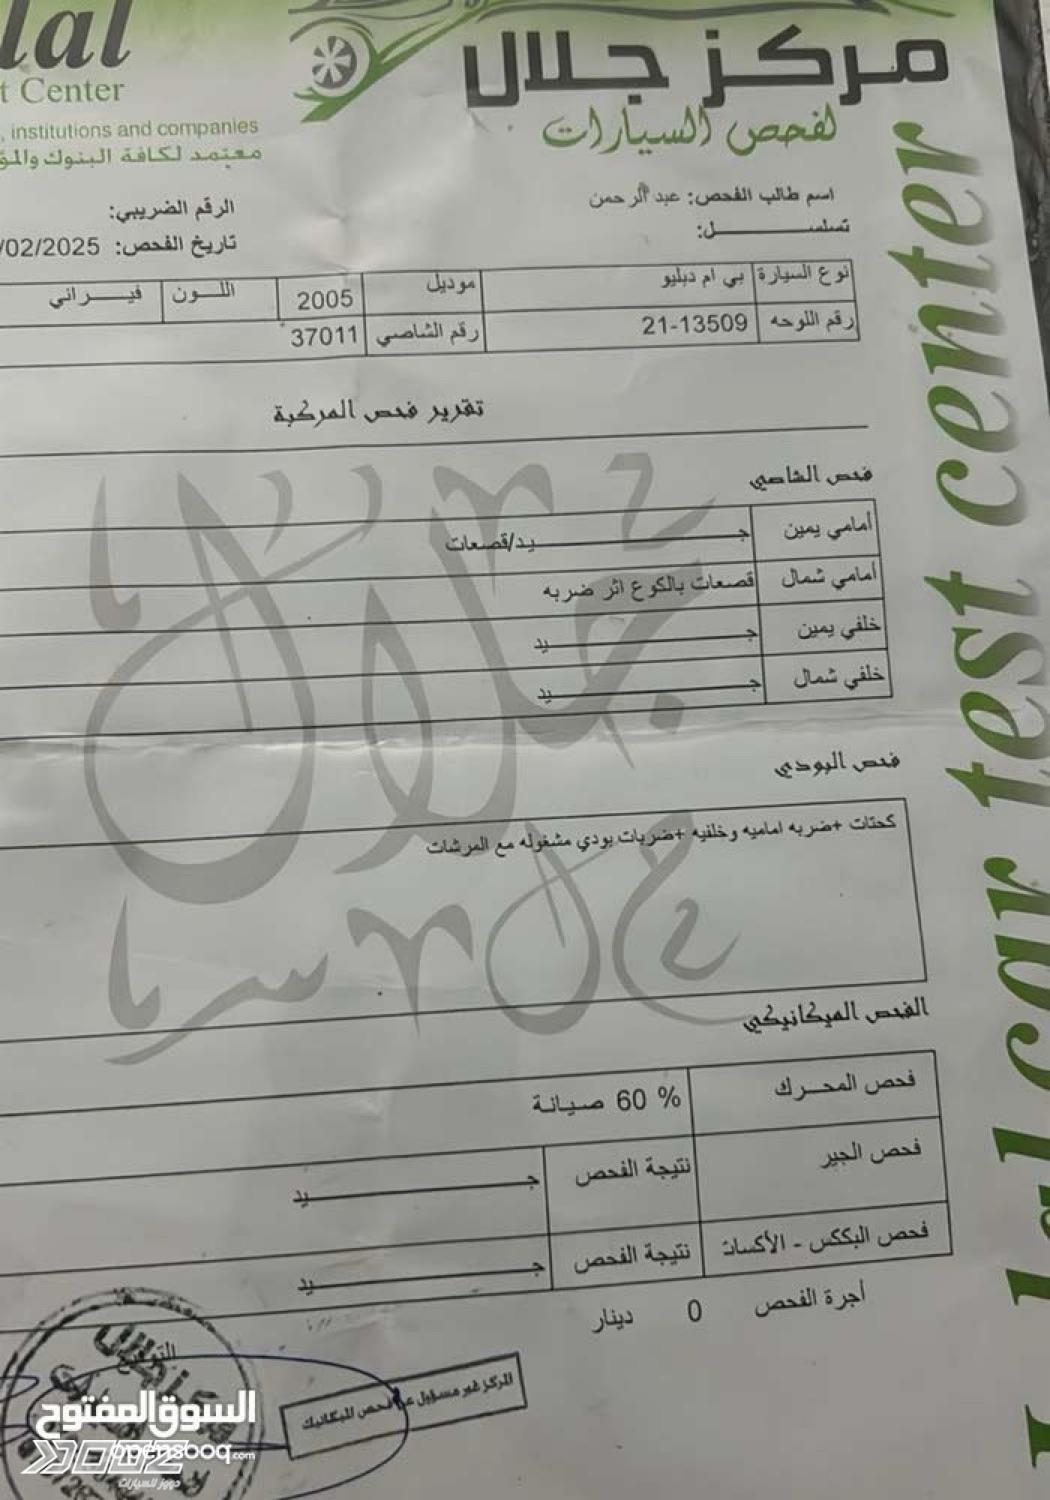 lal
مركز جلال
t Center
لفحص السيارات
, institutions and companies
معتمد لكافة البنوك
اسم طالب الفحص: عبد الرحمن
الرقم الضريبي:
تسلسل:
تاريخ الفحص: /02/2025
نوع السيارة بي ام دبليو موديل 2005 اللون فيراني
رقم اللوحه 21-13509 رقم الشاصي 37011
تقرير فحص المركبة
فحص الشاصي
أمامي يمين جيد/قصعات
أمامي شمال قصعات بالكوع اثر ضربه
خلفي يمين جيد
خلفي شمال جيد
فحص البودي
كحتات +ضربه اماميه وخلفيه +ضربات بودي مشغوله مع المرشات
الفحص الميكانيكي
فحص المحرك 60 % صيانة
فحص الجير نتيجة الفحص جيد
فحص البككس - الأكسات نتيجة الفحص جيد
أجرة الفحص 0 دينار
المركز غير مسؤول عن فحص الميكانيك
السوق المفتوح
opensooq.com
دووز للسيارات
جلال
car test center